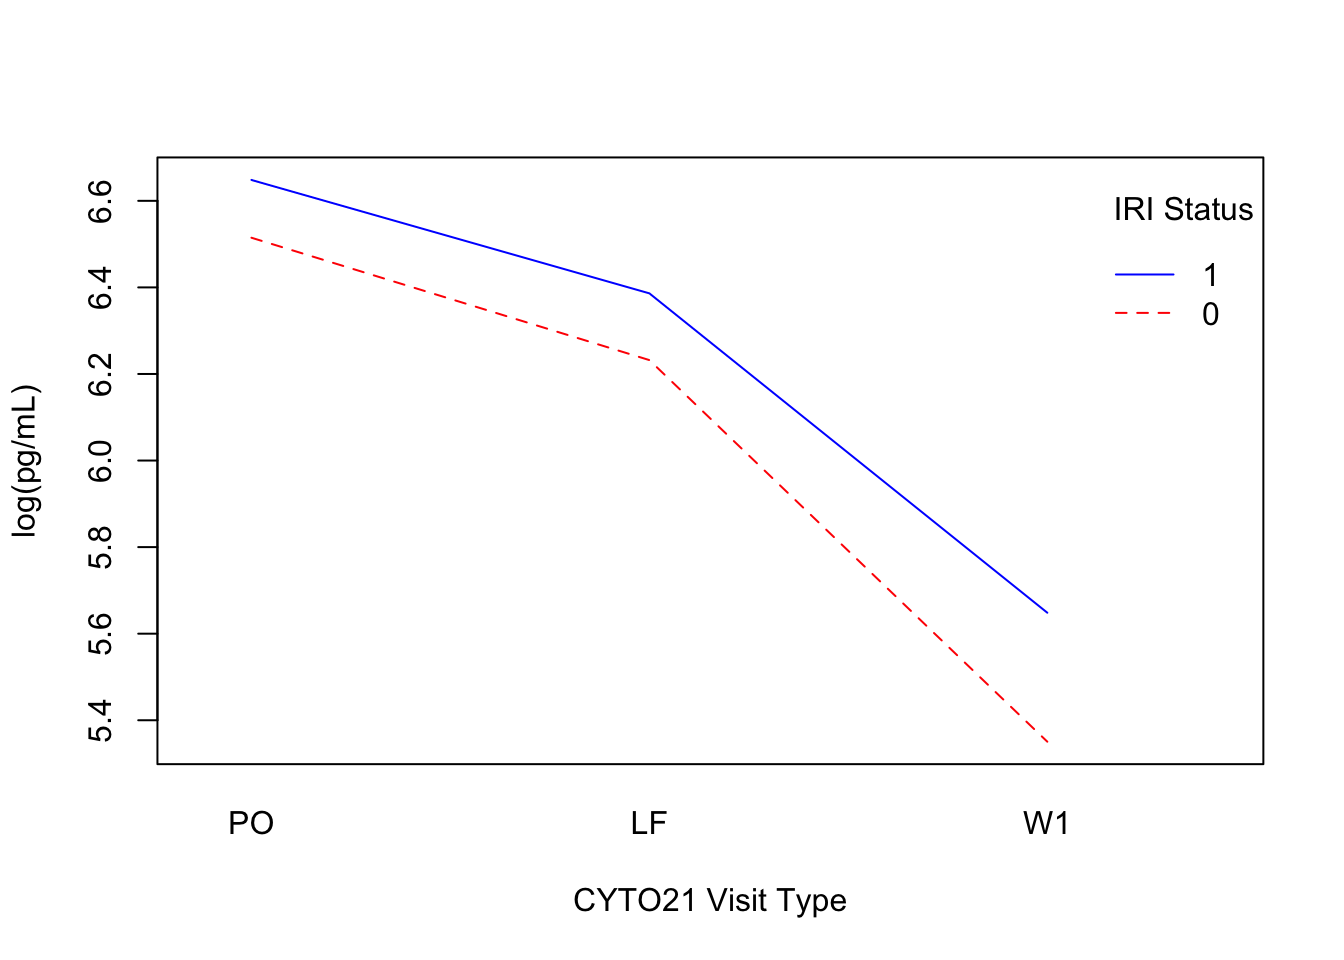 log(pg/mL)
6.6
6.4
6.2
6.0
5.8
5.6
5.4
IRI Status
1
0
PO
LF
W1
CYTO21 Visit Type